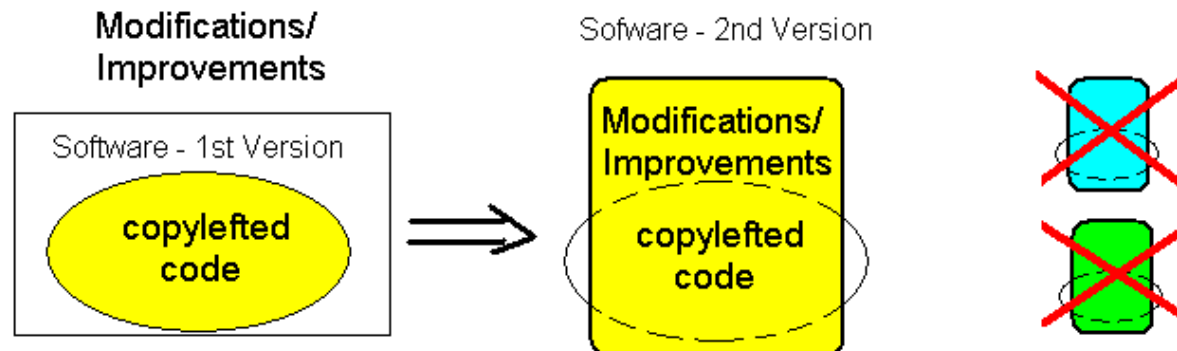 Modifications/
Improvements
Software - 1st Version
copylefted
code
Sofware - 2nd Version
Modifications/
Improvements
copylefted
code